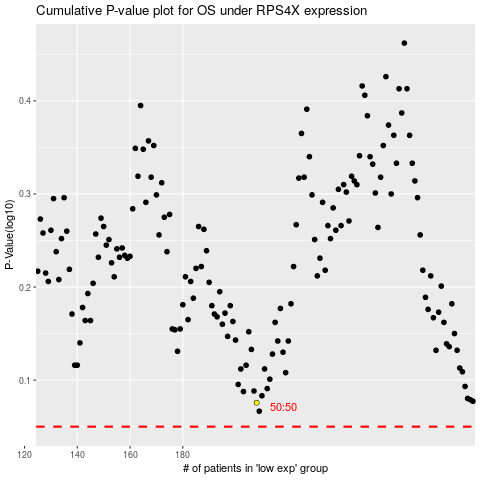 Cumulative P-value plot for OS under RPS4X expression
P-Value(log10)
0.4
0.3
0.2
0.1
50:50
120 140 160 180
# of patients in 'low exp' group